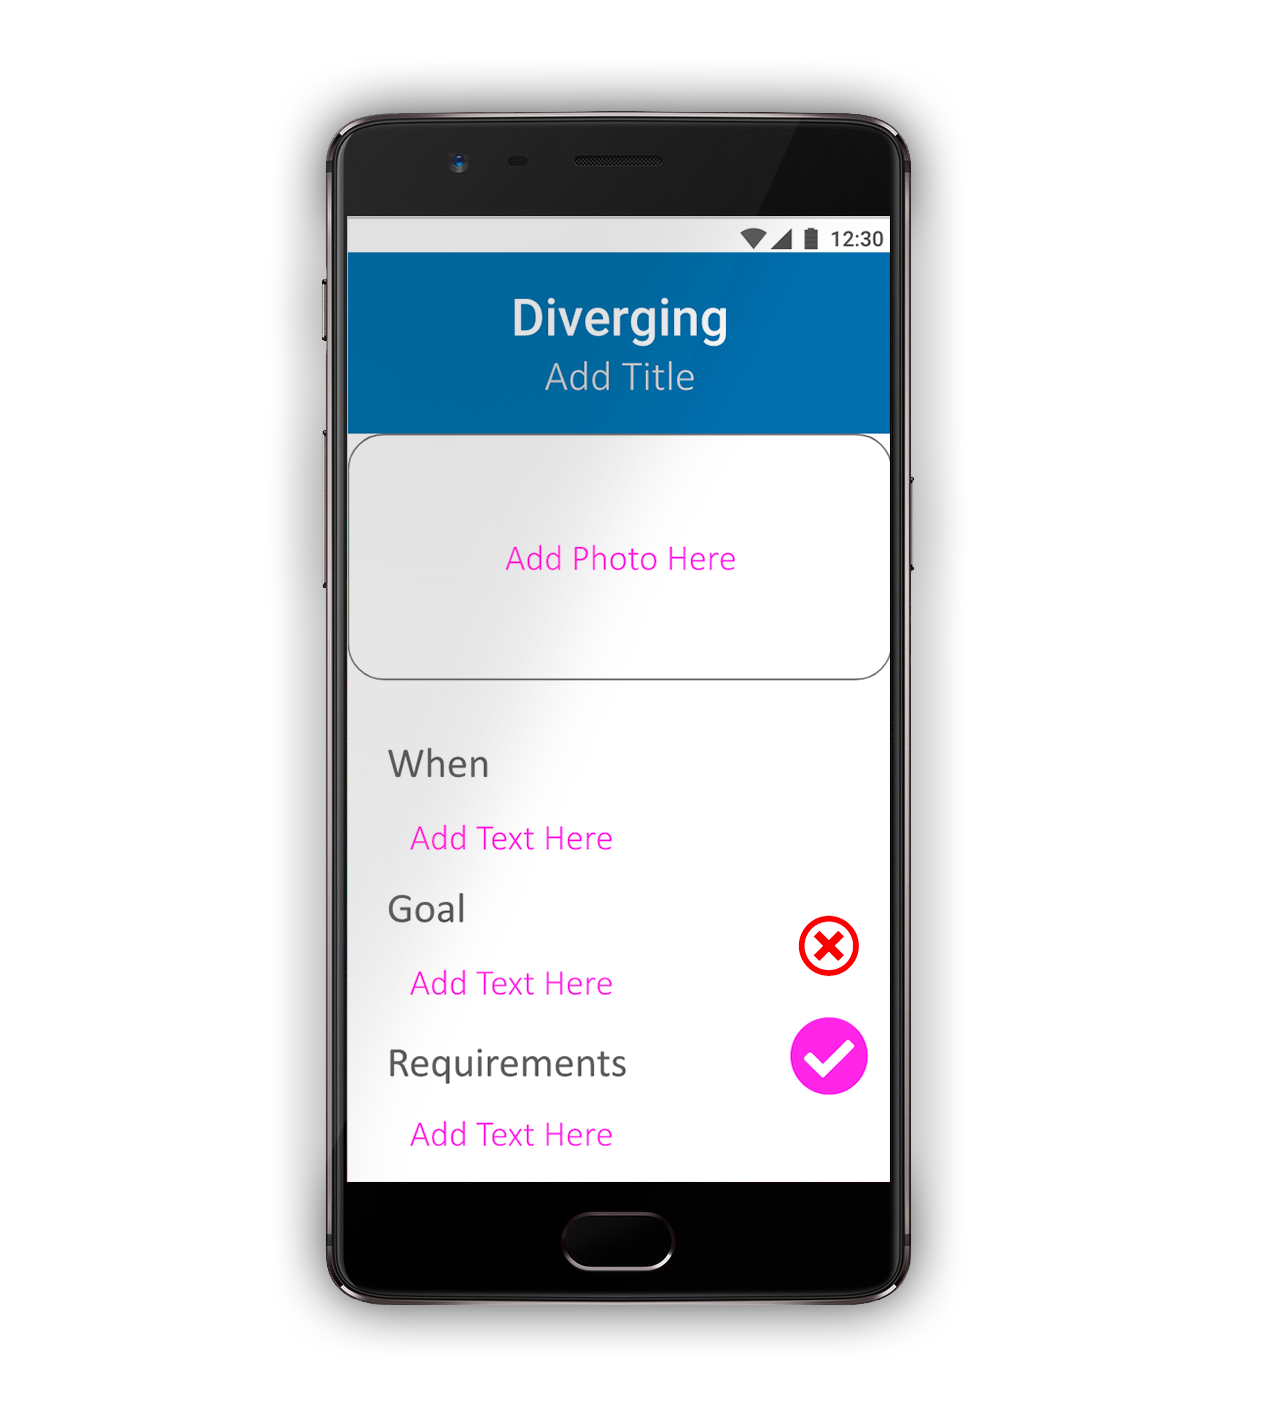 12:30
Diverging
Add Title
Add Photo Here
When
Add Text Here
Goal
Add Text Here
Requirements
Add Text Here